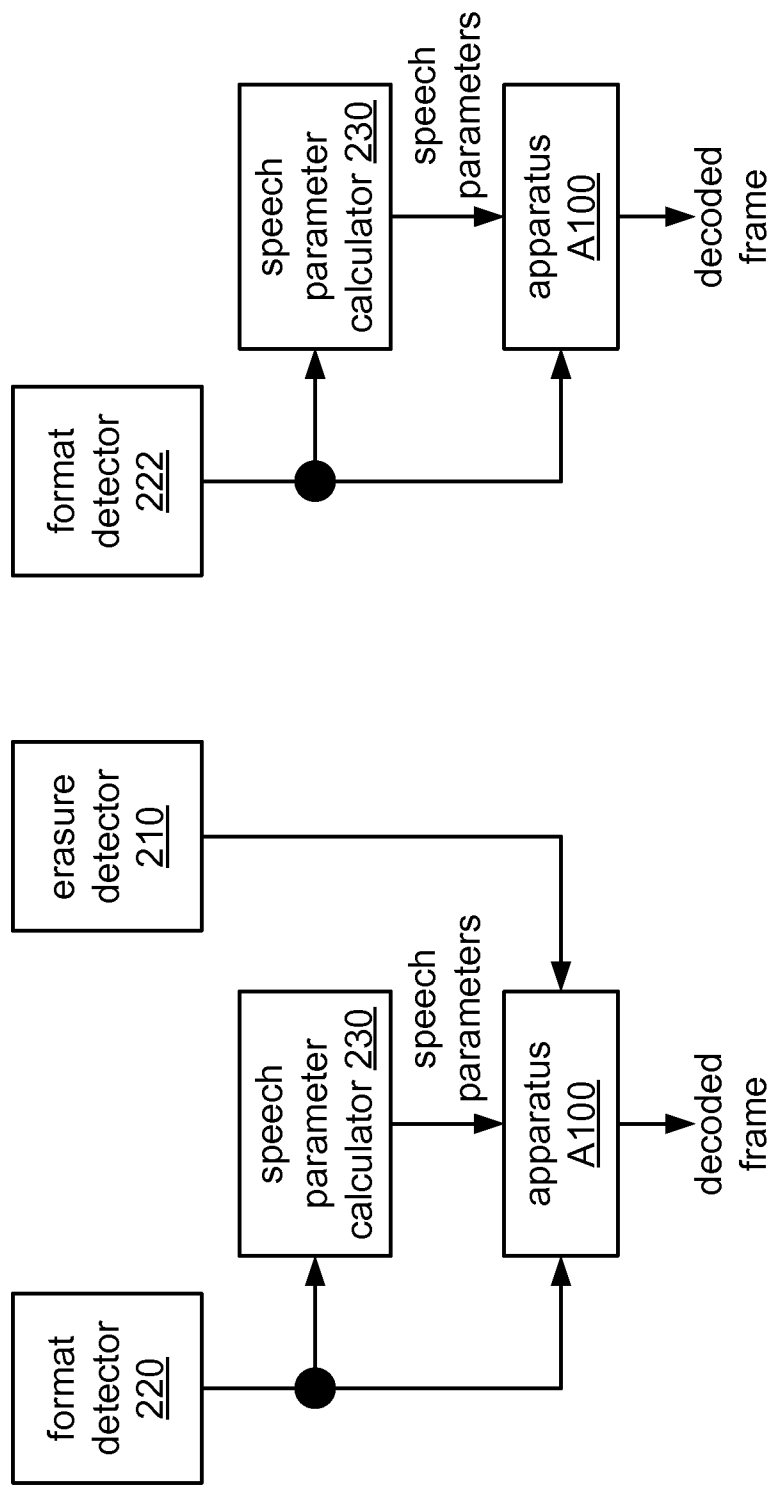 format
detector
220
speech
parameter
calculator 230
speech
parameters
apparatus
A100
decoded
frame
erasure
detector
210
format
detector
222
speech
parameter
calculator 230
speech
parameters
apparatus
A100
decoded
frame